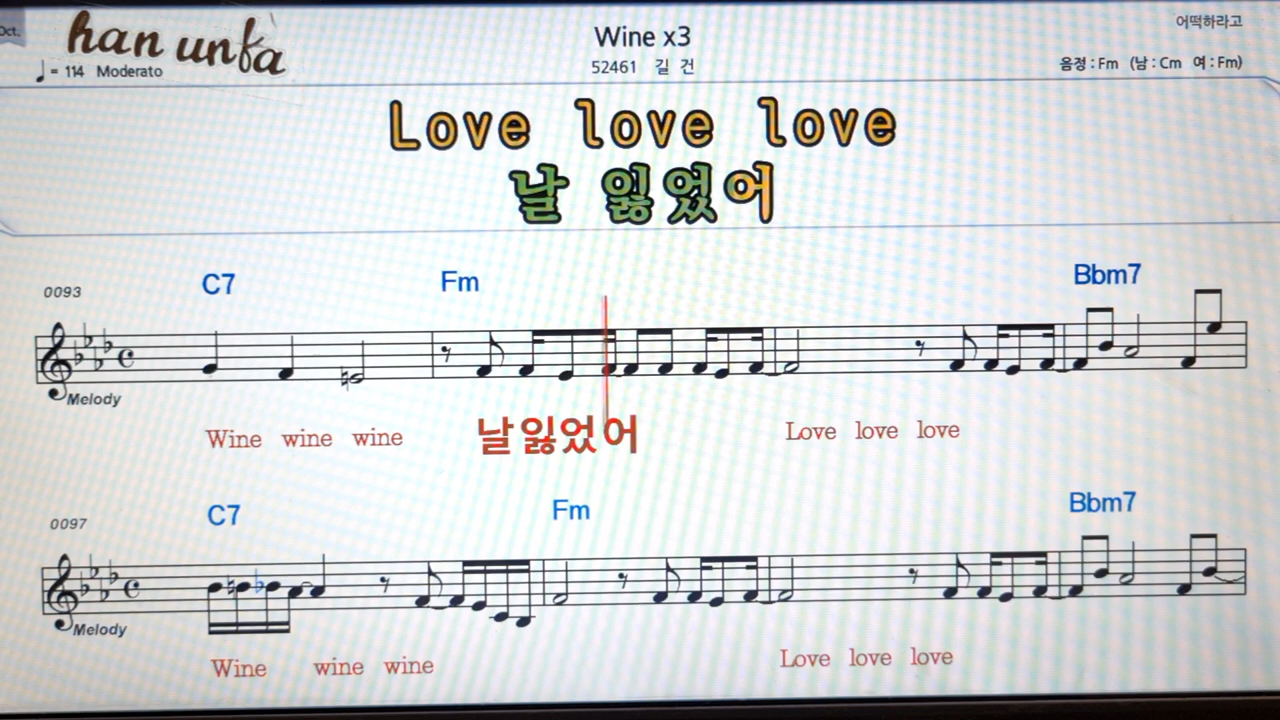 Oct.
han unfa
어떡하라고
Wine x3
♩ = 114 Moderato
52461 길 건
음정 : Fm (남 : Cm 여 : Fm)
Love love love
날 잃었어
0093
C7 Fm Bbm7
Melody
Wine wine wine 날잃었어 Love love love
0097
C7 Fm Bbm7
Melody
Wine wine wine Love love love